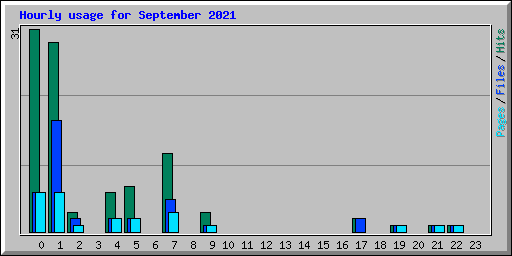 Hourly usage for September 2021
31
Pages/Files/Hits
0 1 2 3 4 5 6 7 8 9 10 11 12 13 14 15 16 17 18 19 20 21 22 23